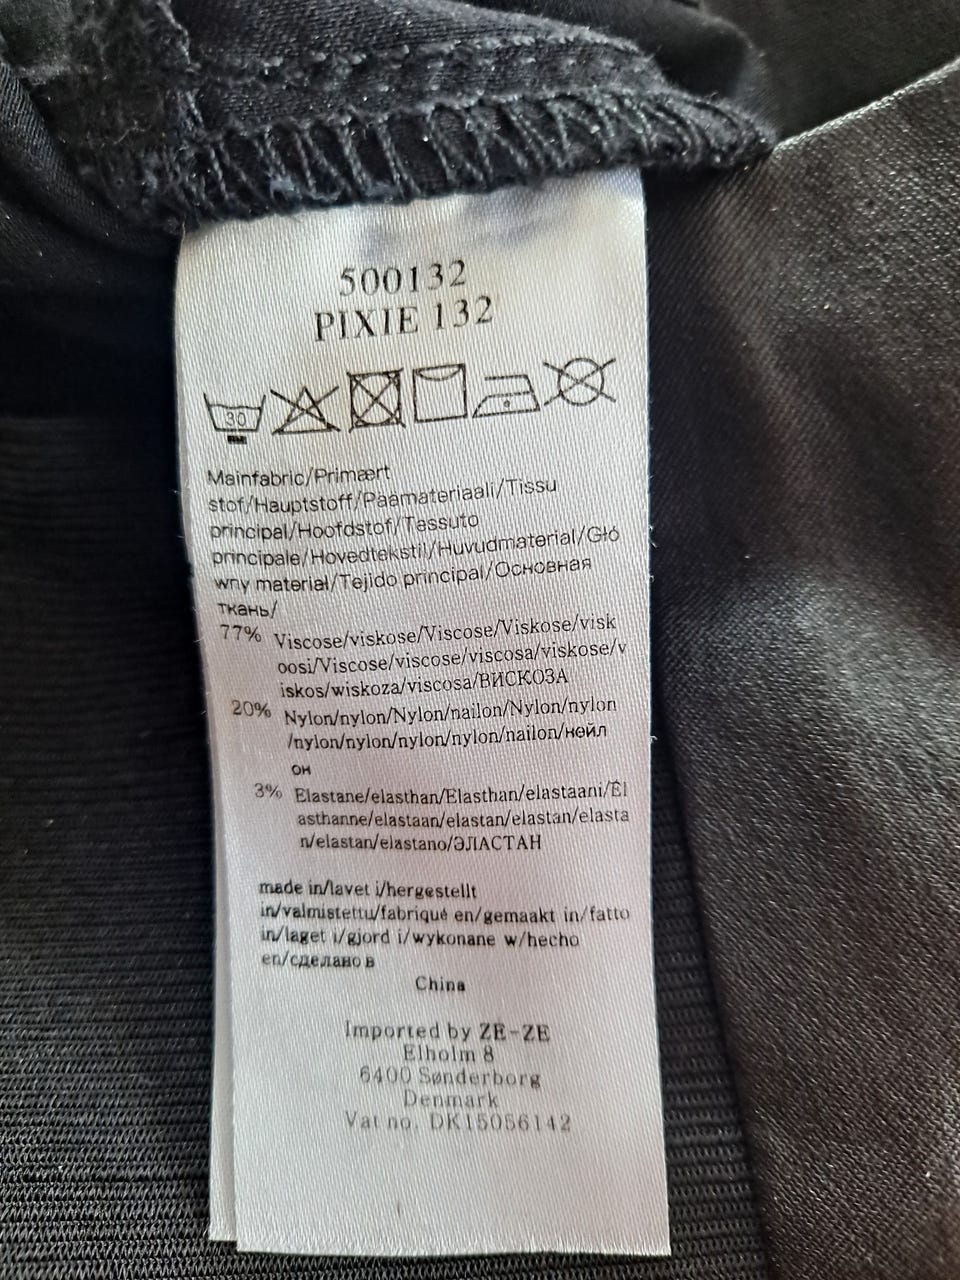 500132
PIXIE 132
30
Mainfabric/Primært
stof/Hauptstoff/Päämateriaali/Tissu
principal/Hoofdstof/Tessuto
principale/Hovedtekstil/Huvudmaterial/Głó
wny materiał/Tejido principal/Основная
ткань/
77% Viscose/viskose/Viscose/Viskose/visk
oosi/Viscose/viscose/viscosa/viskose/v
iskos/wiskoza/viscosa/ВИСКОЗА
20% Nylon/nylon/Nylon/nailon/Nylon/nylon
/nylon/nylon/nylon/nylon/nailon/нейл
он
3% Elastane/elasthan/Elasthan/elastaani/Él
asthanne/elastaan/elastan/elastan/elasta
n/elastan/elastano/ЭЛАСТАН
made in/lavet i/hergestellt
in/valmistettu/fabriqué en/gemaakt in/fatto
in/laget i/gjord i/wykonane w/hecho
en/сделано в
China
Imported by ZE-ZE
Elholm 8
6400 Sønderborg
Denmark
Vat no. DK15056142